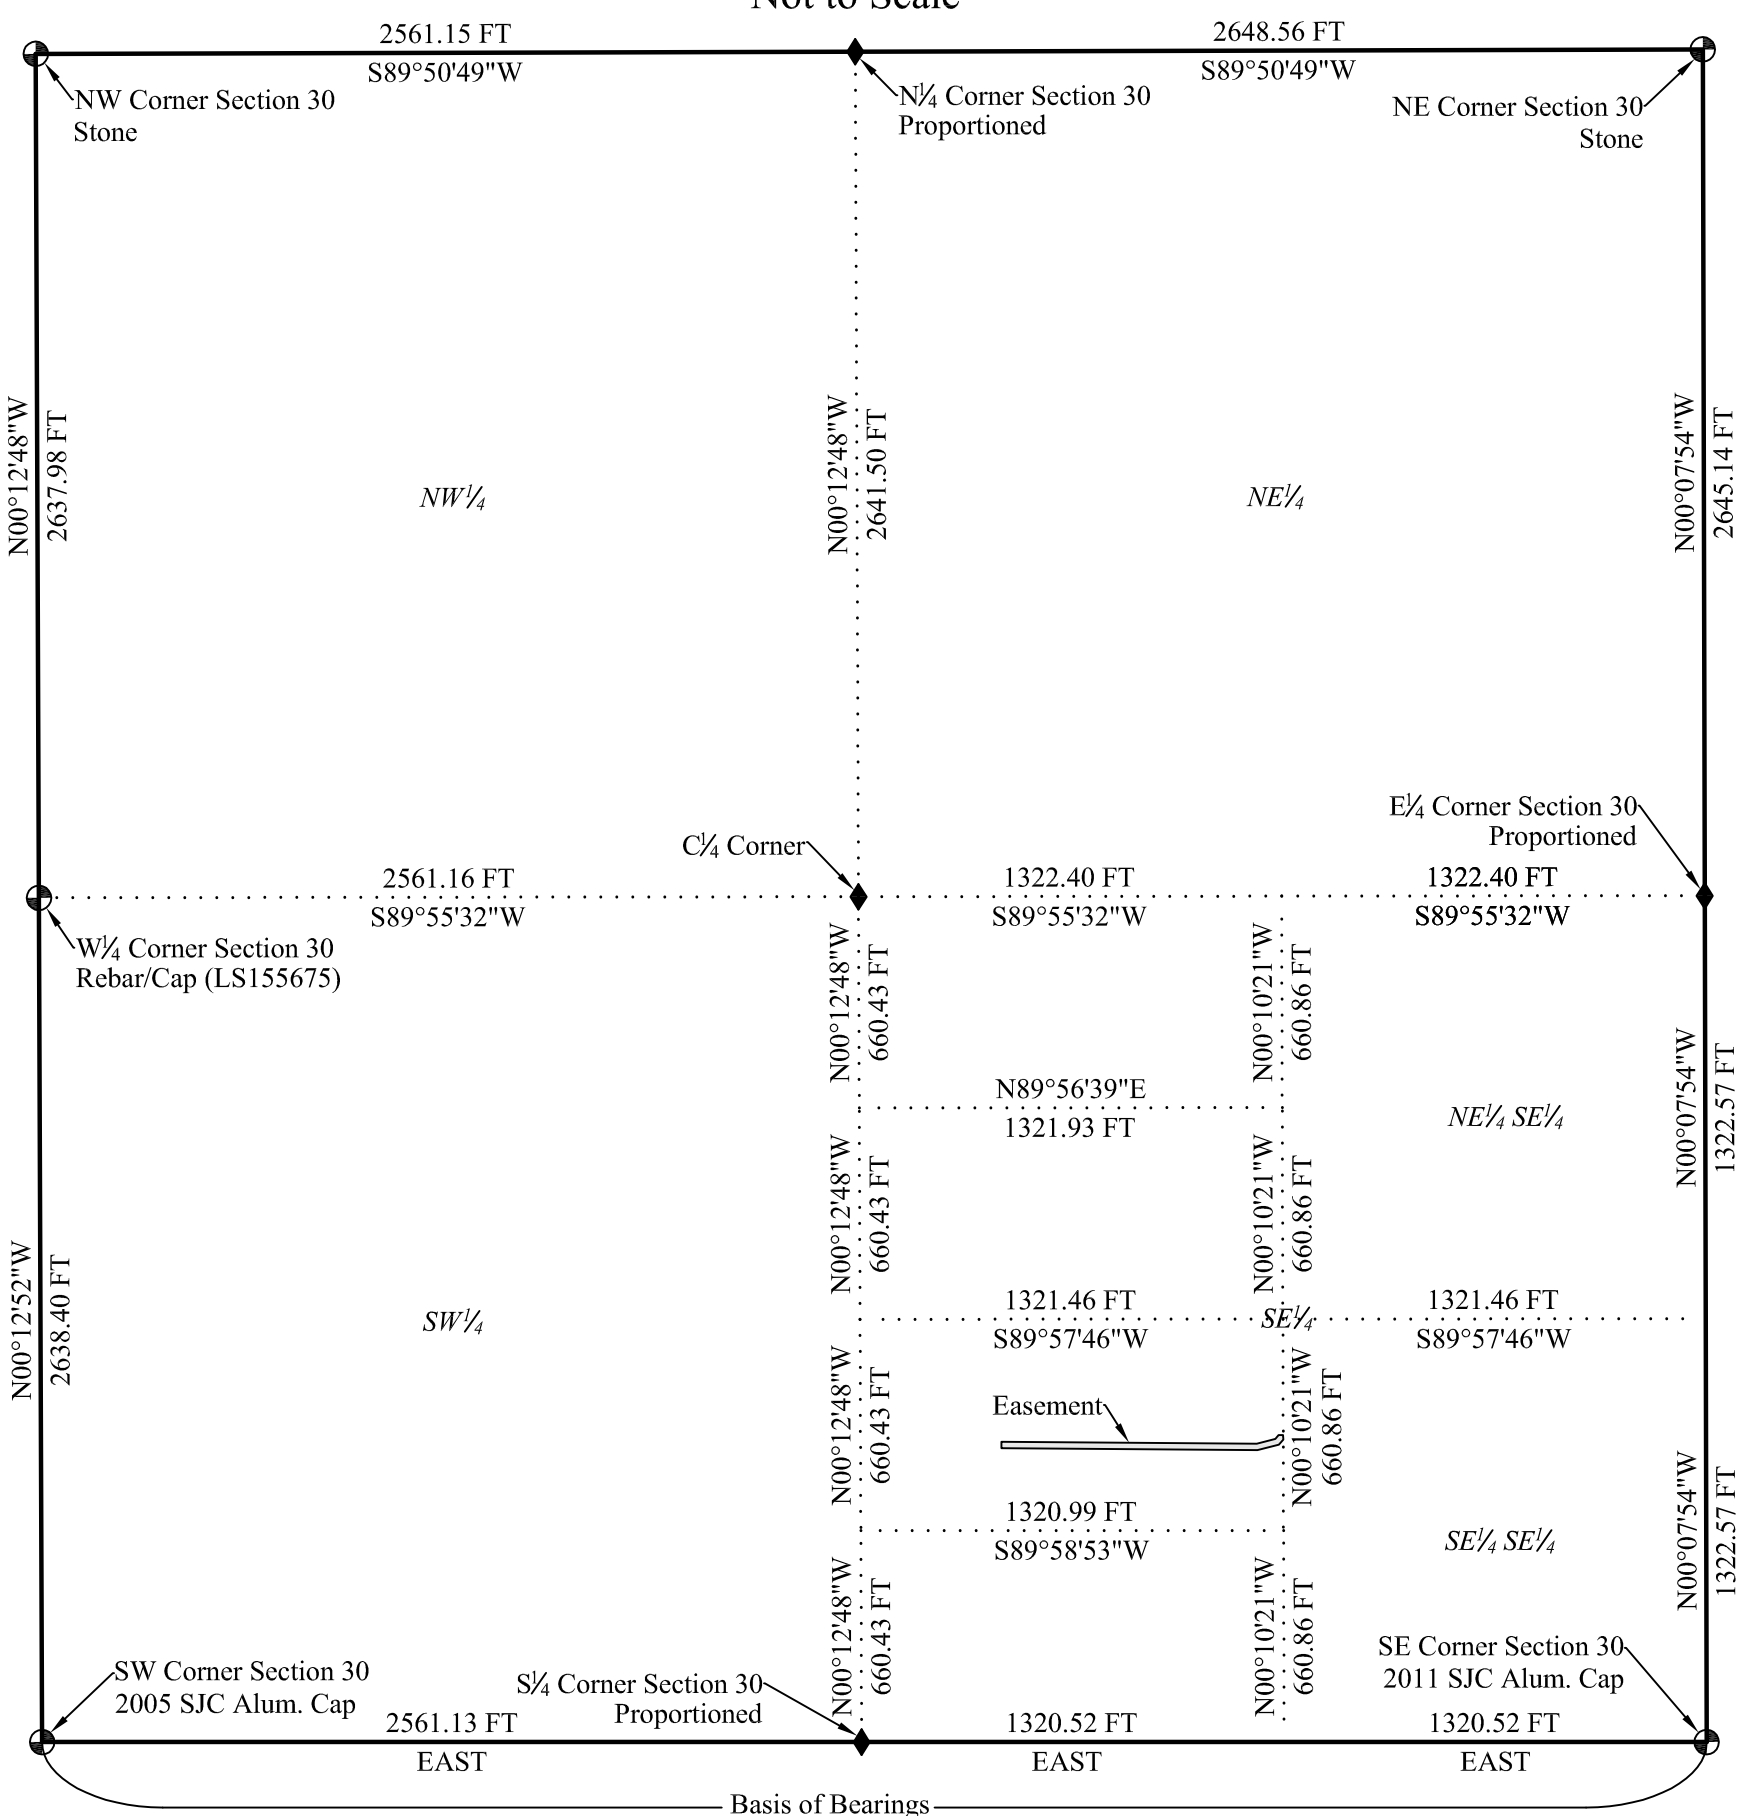 Not to Scale
2561.15 FT
S89°50'49"W
2648.56 FT
S89°50'49"W
NW Corner Section 30
Stone
N¼ Corner Section 30
Proportioned
NE Corner Section 30
Stone
N00°12'48"W
2637.98 FT
NW¼
N00°12'48"W
2641.50 FT
NE¼
N00°07'54"W
2645.14 FT
E¼ Corner Section 30
Proportioned
C¼ Corner
2561.16 FT
S89°55'32"W
1322.40 FT
S89°55'32"W
1322.40 FT
S89°55'32"W
W¼ Corner Section 30
Rebar/Cap (LS155675)
N00°12'48"W
660.43 FT
N00°10'21"W
660.86 FT
N89°56'39"E
1321.93 FT
NE¼ SE¼
N00°07'54"W
1322.57 FT
N00°12'48"W
660.43 FT
N00°10'21"W
660.86 FT
N00°12'52"W
2638.40 FT
SW¼
1321.46 FT
S89°57'46"W
SE¼
1321.46 FT
S89°57'46"W
N00°12'48"W
660.43 FT
Easement
N00°10'21"W
660.86 FT
1320.99 FT
S89°58'53"W
SE¼ SE¼
N00°07'54"W
1322.57 FT
N00°12'48"W
660.43 FT
N00°10'21"W
660.86 FT
SW Corner Section 30
2005 SJC Alum. Cap
S¼ Corner Section 30
Proportioned
SE Corner Section 30
2011 SJC Alum. Cap
2561.13 FT
EAST
1320.52 FT
EAST
1320.52 FT
EAST
Basis of Bearings